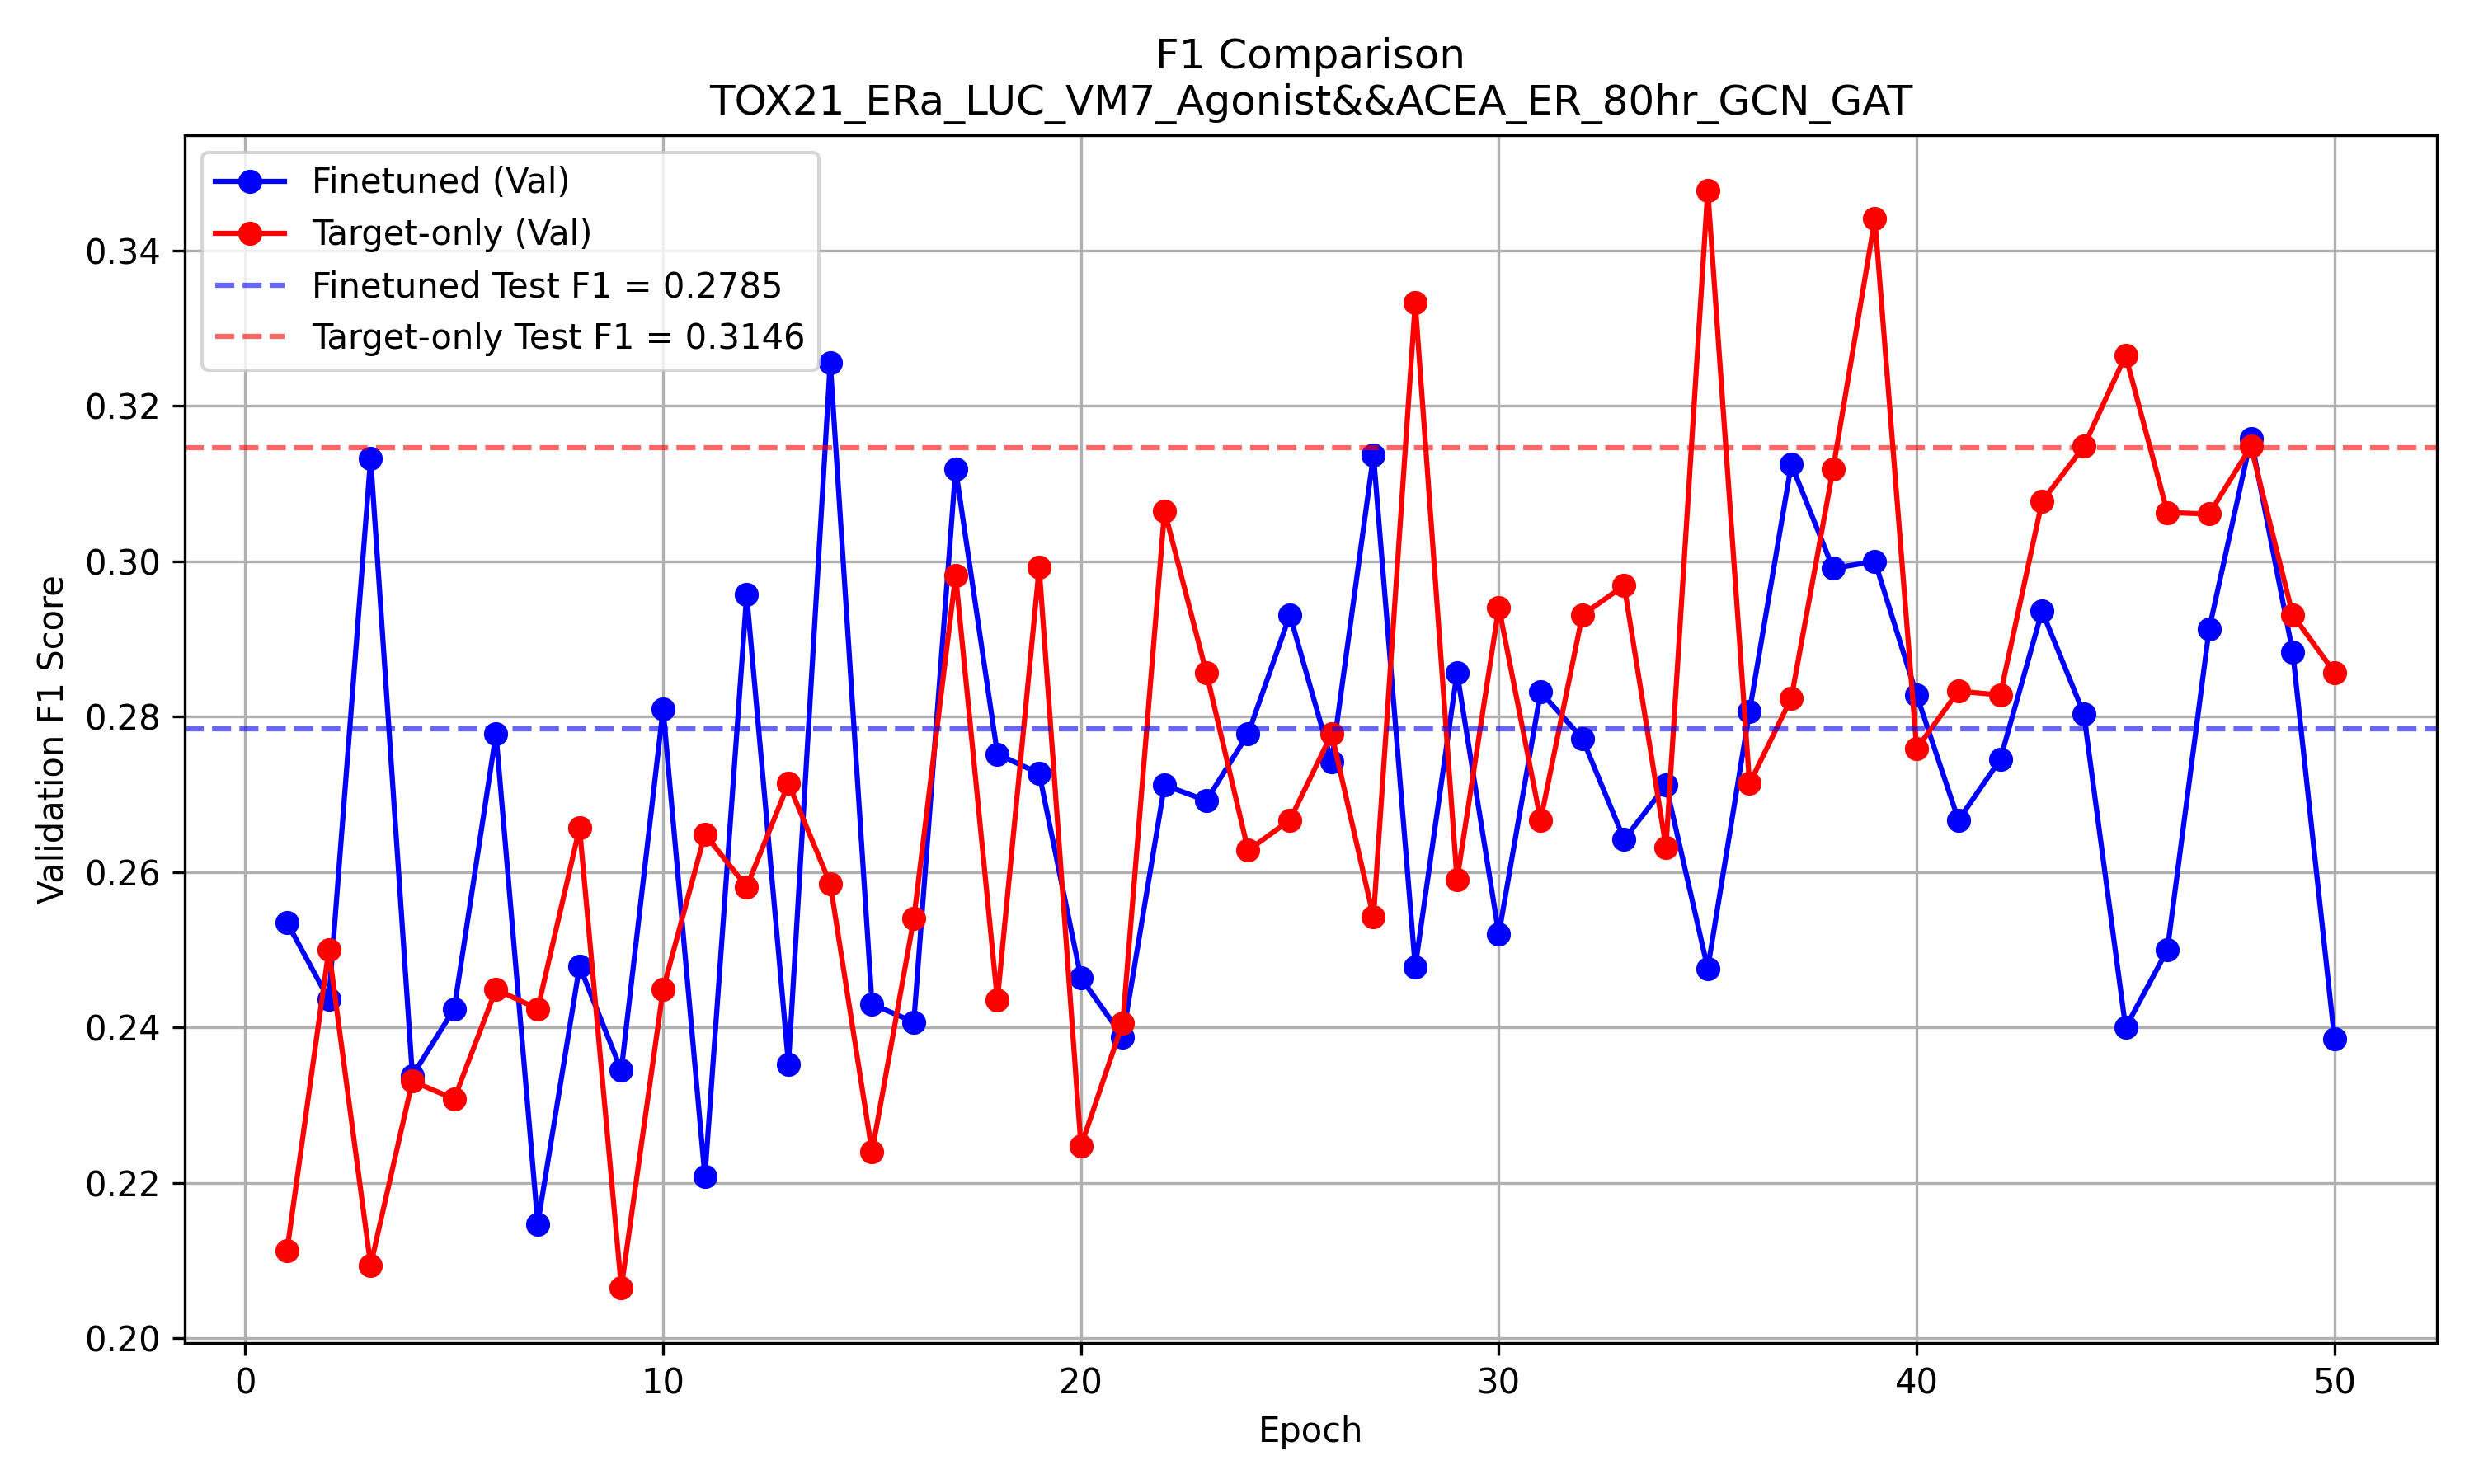 F1 Comparison
TOX21_ERa_LUC_VM7_Agonist&&ACEA_ER_80hr_GCN_GAT
Finetuned (Val)
Target-only (Val)
Finetuned Test F1 = 0.2785
Target-only Test F1 = 0.3146
Validation F1 Score
0.34
0.32
0.30
0.28
0.26
0.24
0.22
0.20
0 10 20 30 40 50
Epoch